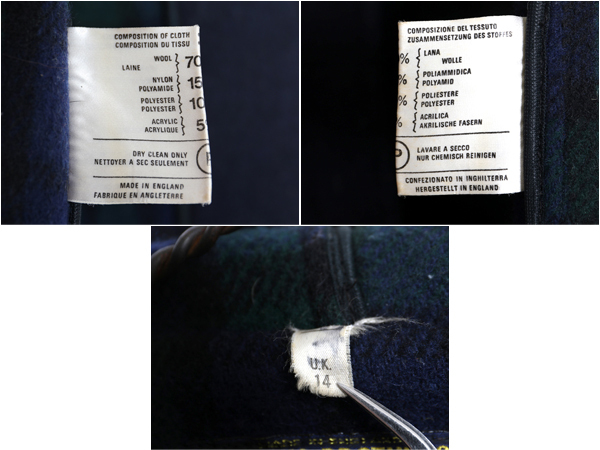 COMPOSITION OF CLOTH
COMPOSITION DU TISSU
WOOL
LAINE
70
NYLON
POLYAMIDE
15
POLYESTER
POLYESTER
10
ACRYLIC
ACRYLIQUE
5
DRY CLEAN ONLY
NETTOYER A SEC SEULEMENT
P
MADE IN ENGLAND
FABRIQUE EN ANGLETERRE
COMPOSIZIONE DEL TESSUTO
ZUSAMMENSETZUNG DES STOFFES
% LANA
WOLLE
% POLIAMMIDICA
POLYAMID
% POLIESTERE
POLYESTER
% ACRILICA
AKRILISCHE FASERN
P
LAVARE A SECCO
NUR CHEMISCH REINIGEN
CONFEZIONATO IN INGHILTERRA
HERGESTELLT IN ENGLAND
U.K.
14